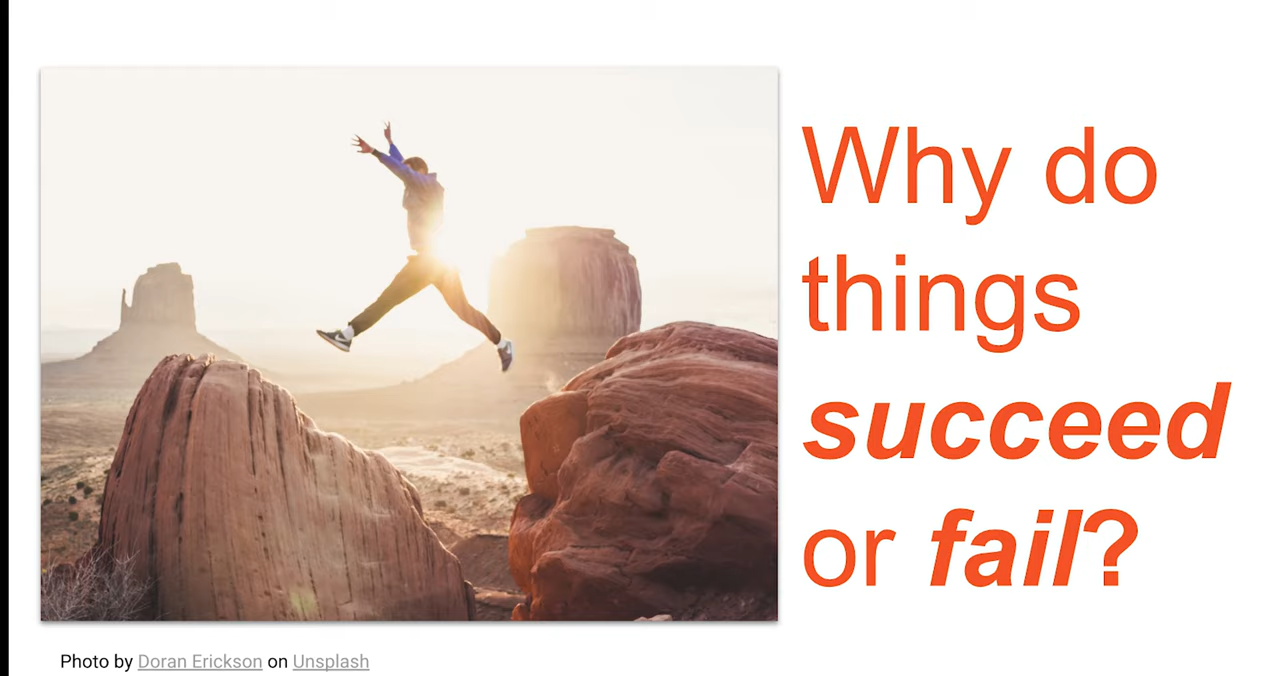 Why do
things
succeed
or fail?
Photo by Doran Erickson on Unsplash